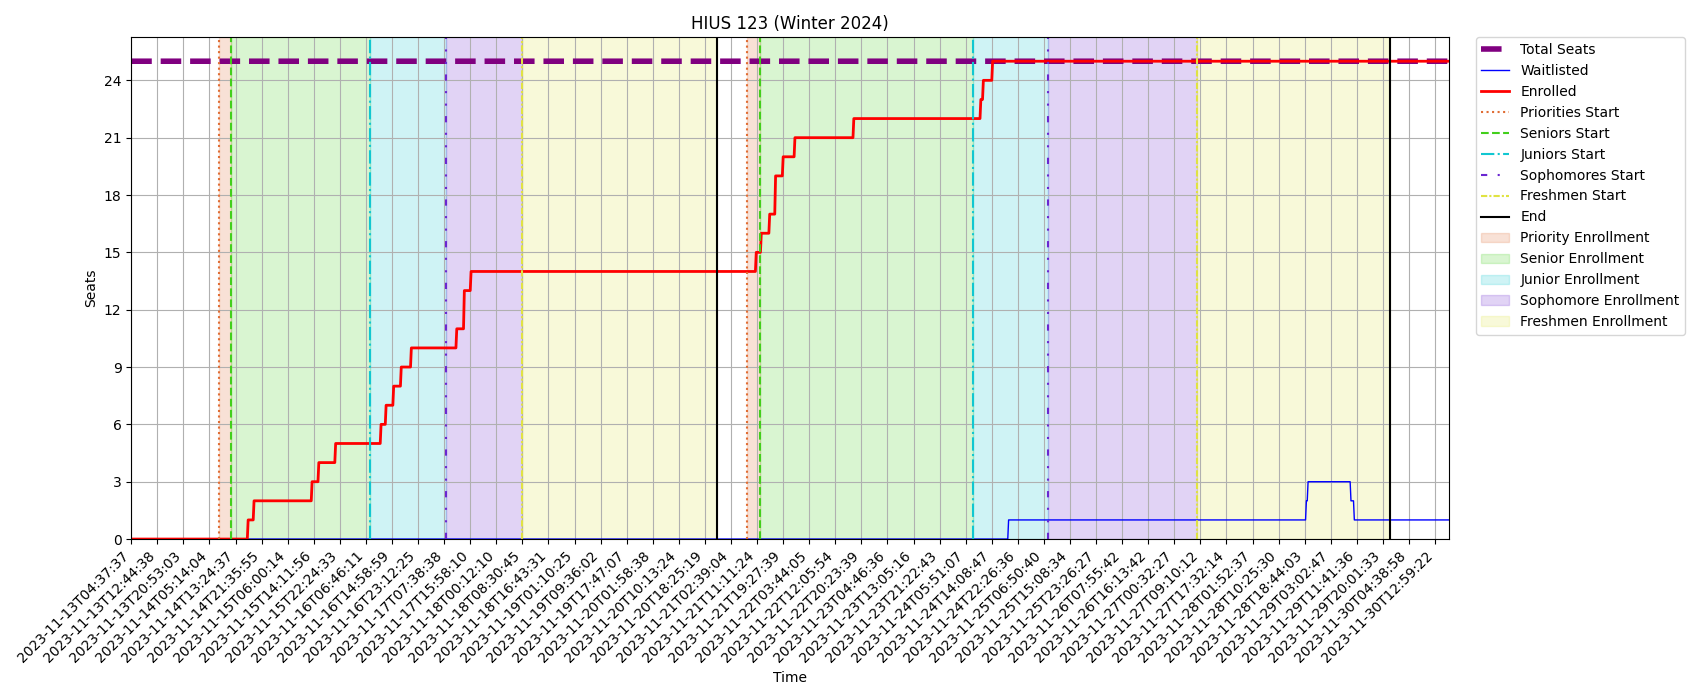 HIUS 123 (Winter 2024)
Seats
24
21
18
15
12
9
6
3
0
2023-11-13T04:37:37
2023-11-13T12:44:38
2023-11-13T20:53:03
2023-11-14T05:14:04
2023-11-14T13:24:37
2023-11-14T21:35:55
2023-11-15T06:00:14
2023-11-15T14:11:56
2023-11-15T22:24:33
2023-11-16T06:46:11
2023-11-16T14:58:59
2023-11-16T23:12:25
2023-11-17T07:38:38
2023-11-17T15:58:10
2023-11-18T00:12:10
2023-11-18T08:30:45
2023-11-18T16:43:31
2023-11-19T01:10:25
2023-11-19T09:36:02
2023-11-19T17:47:07
2023-11-20T01:58:38
2023-11-20T10:13:24
2023-11-20T18:25:19
2023-11-21T02:39:04
2023-11-21T11:11:24
2023-11-21T19:27:39
2023-11-22T03:44:05
2023-11-22T12:05:54
2023-11-22T20:23:39
2023-11-23T04:46:36
2023-11-23T13:05:16
2023-11-23T21:22:43
2023-11-24T05:51:07
2023-11-24T14:08:47
2023-11-24T22:26:36
2023-11-25T06:50:40
2023-11-25T15:08:34
2023-11-25T23:26:27
2023-11-26T07:55:42
2023-11-26T16:13:42
2023-11-27T00:32:27
2023-11-27T09:10:12
2023-11-27T17:32:14
2023-11-28T01:52:37
2023-11-28T10:25:30
2023-11-28T18:44:03
2023-11-29T03:02:47
2023-11-29T11:41:36
2023-11-29T20:01:33
2023-11-30T04:38:58
2023-11-30T12:59:22
Time
Total Seats
Waitlisted
Enrolled
Priorities Start
Seniors Start
Juniors Start
Sophomores Start
Freshmen Start
End
Priority Enrollment
Senior Enrollment
Junior Enrollment
Sophomore Enrollment
Freshmen Enrollment